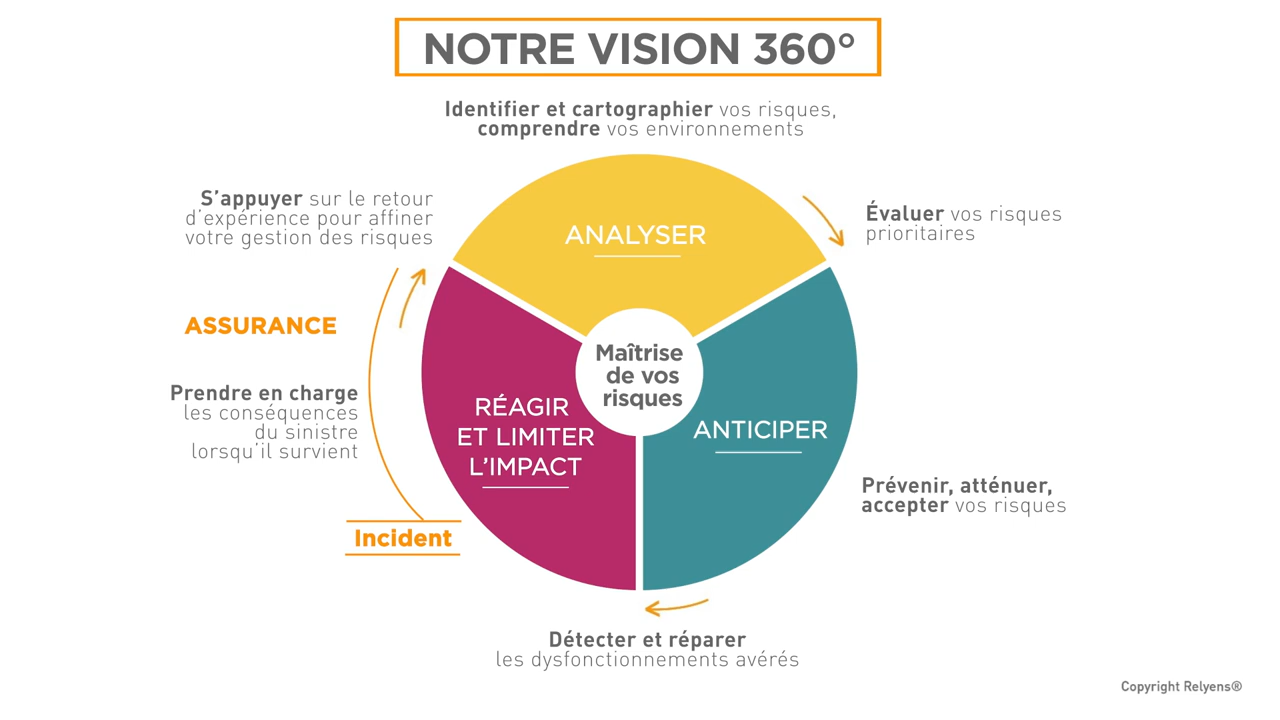 NOTRE VISION 360°
Identifier et cartographier vos risques,
comprendre vos environnements
S'appuyer sur le retour
d'expérience pour affiner
votre gestion des risques
ANALYSER
Évaluer vos risques
prioritaires
ASSURANCE
Maîtrise
de vos
risques
Prendre en charge
les conséquences
du sinistre
lorsqu'il survient
RÉAGIR
ET LIMITER
L'IMPACT
ANTICIPER
Prévenir, atténuer,
accepter vos risques
Incident
Détecter et réparer
les dysfonctionnements avérés
Copyright Relyens®